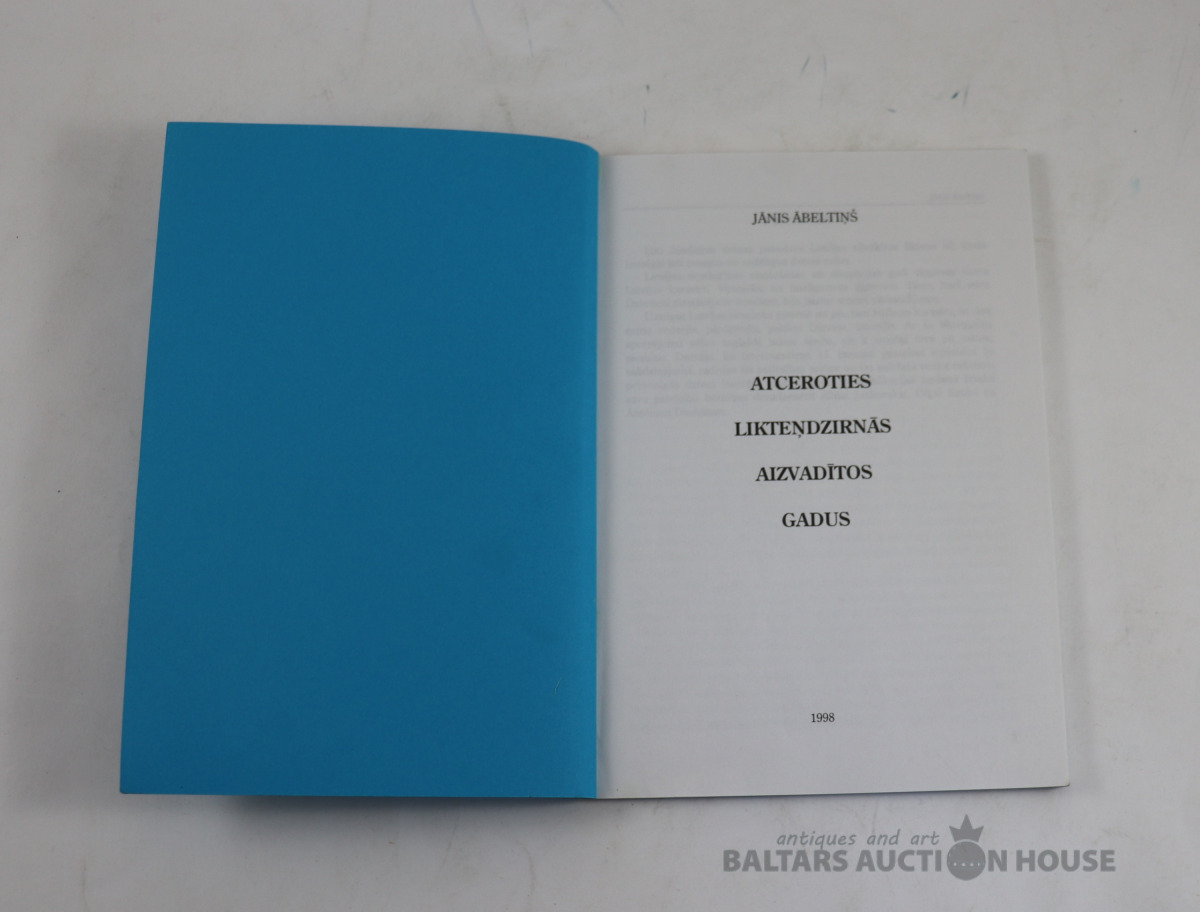 JĀNIS ĀBELTIŅŠ
ATCEROTIES
LIKTEŅDZIRNĀS
AIZVADĪTOS
GADUS
1998
antiques and art
BALTARS AUCTION HOUSE